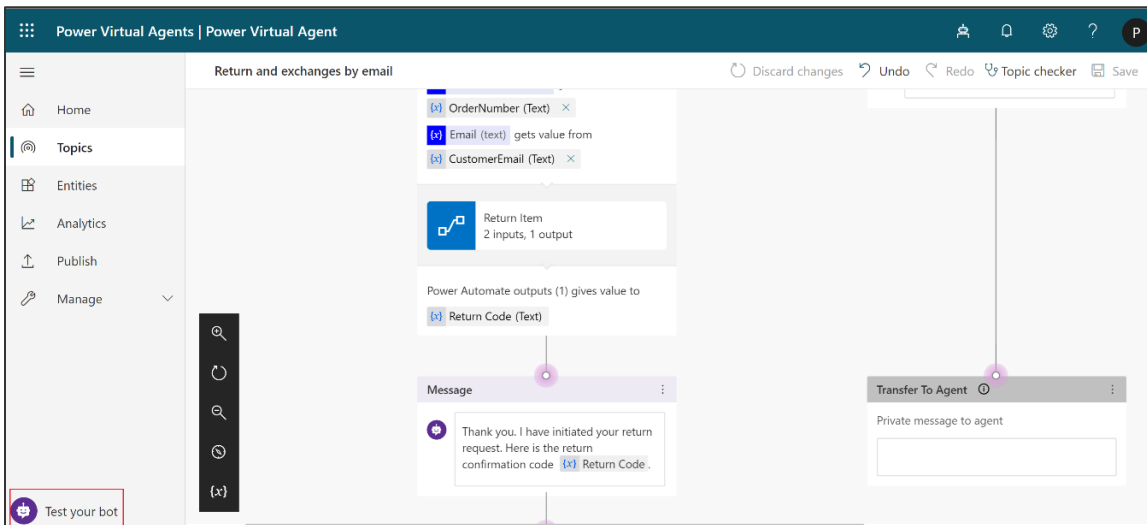 Power Virtual Agents | Power Virtual Agent
P
Return and exchanges by email
Discard changes
Undo
Redo
Topic checker
Save
Home
Topics
Entities
Analytics
Publish
Manage
Test your bot
{x} OrderNumber (Text) ×
{x} Email (text) gets value from
{x} CustomerEmail (Text) ×
Return Item
2 inputs, 1 output
Power Automate outputs (1) gives value to
{x} Return Code (Text)
{x}
Message
Thank you. I have initiated your return
request. Here is the return
confirmation code {x} Return Code .
Transfer To Agent
Private message to agent